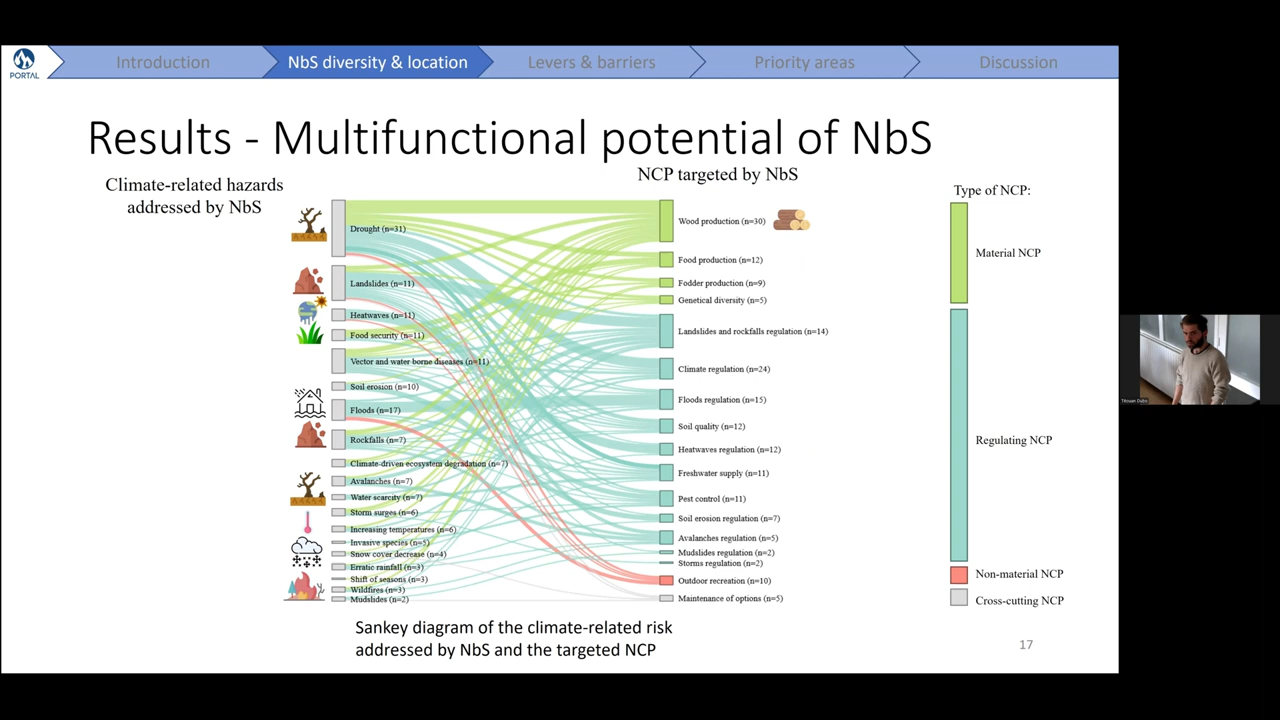 PORTAL
Introduction
NbS diversity & location
Levers & barriers
Priority areas
Discussion
Results - Multifunctional potential of NbS
Climate-related hazards
addressed by NbS
NCP targeted by NbS
Type of NCP:
Drought (n=31)
Landslides (n=11)
Heatwaves (n=11)
Food security (n=11)
Vector and water borne diseases (n=11)
Soil erosion (n=10)
Floods (n=17)
Rockfalls (n=7)
Climate-driven ecosystem degradation (n=7)
Avalanches (n=7)
Water scarcity (n=7)
Storm surges (n=6)
Increasing temperatures (n=6)
Invasive species (n=5)
Snow cover decrease (n=4)
Erratic rainfall (n=3)
Shift of seasons (n=3)
Wildfires (n=3)
Mudslides (n=2)
Wood production (n=30)
Food production (n=12)
Fodder production (n=9)
Genetical diversity (n=5)
Landslides and rockfalls regulation (n=14)
Climate regulation (n=24)
Floods regulation (n=15)
Soil quality (n=12)
Heatwaves regulation (n=12)
Freshwater supply (n=11)
Pest control (n=11)
Soil erosion regulation (n=7)
Avalanches regulation (n=5)
Mudslides regulation (n=2)
Storms regulation (n=2)
Outdoor recreation (n=10)
Maintenance of options (n=5)
Material NCP
Regulating NCP
Non-material NCP
Cross-cutting NCP
Sankey diagram of the climate-related risk
addressed by NbS and the targeted NCP
17